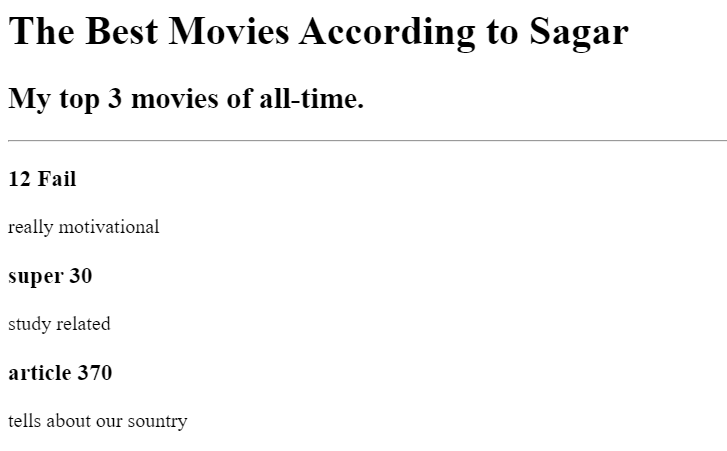 The Best Movies According to Sagar
My top 3 movies of all-time.
12 Fail
really motivational
super 30
study related
article 370
tells about our sountry